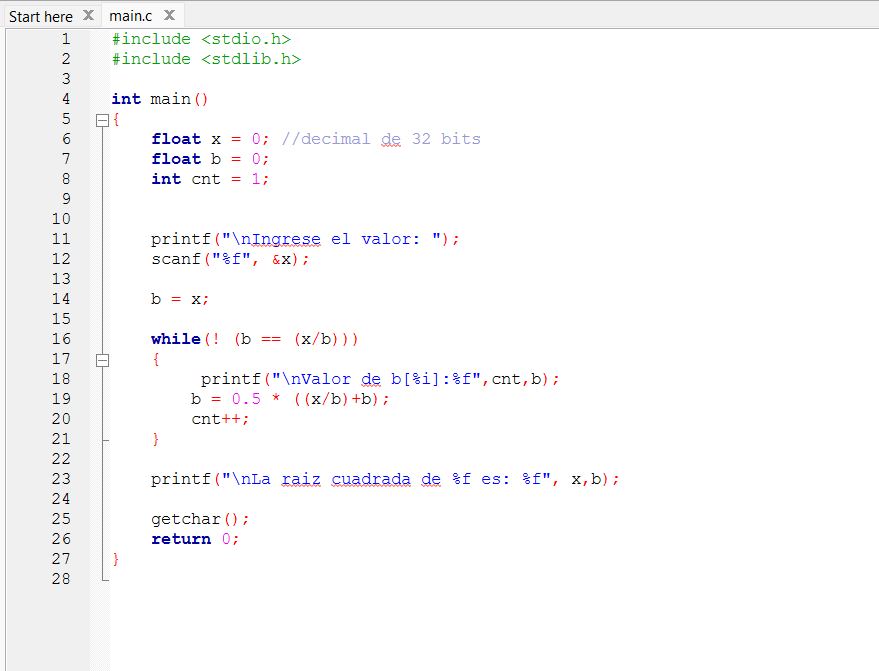 Start here X main.c X
1 #include <stdio.h>
2 #include <stdlib.h>
3
4 int main()
5 {
6 float x = 0; //decimal de 32 bits
7 float b = 0;
8 int cnt = 1;
9
10
11 printf("\nIngrese el valor: ");
12 scanf("%f", &x);
13
14 b = x;
15
16 while(! (b == (x/b)))
17 {
18 printf("\nValor de b[%i]:%f",cnt,b);
19 b = 0.5 * ((x/b)+b);
20 cnt++;
21 }
22
23 printf("\nLa raiz cuadrada de %f es: %f", x,b);
24
25 getchar();
26 return 0;
27 }
28